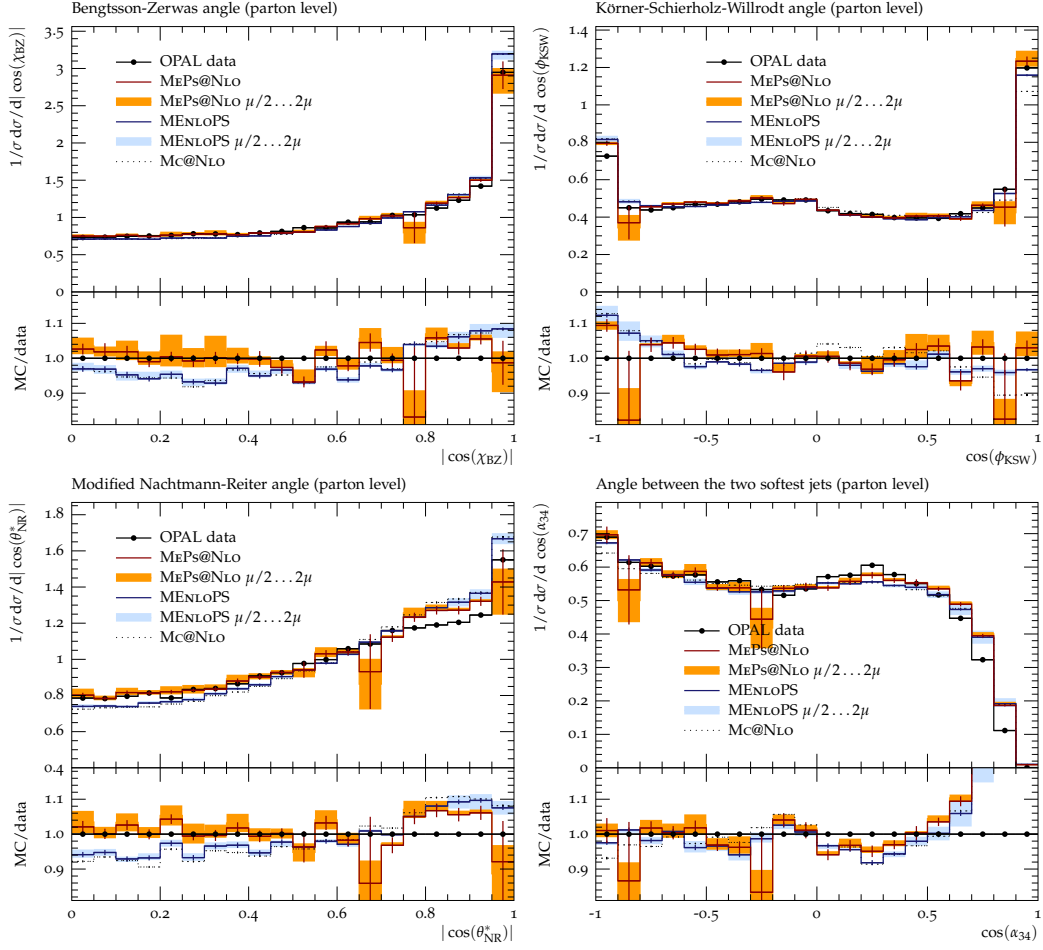 Bengtsson-Zerwas angle (parton level)
1/σ dσ/d| cos(χBZ)|
3.5
3
2.5
2
1.5
1
0.5
0
OPAL data
MePs@Nlo
MePs@Nlo μ/2...2μ
MEnloPS
MEnloPS μ/2...2μ
Mc@Nlo
MC/data
1.1
1.0
0.9
0 0.2 0.4 0.6 0.8 1
| cos(χBZ)|
Körner-Schierholz-Willrodt angle (parton level)
1/σ dσ/d cos(ϕKSW)
1.4
1.2
1
0.8
0.6
0.4
0.2
0
OPAL data
MePs@Nlo
MePs@Nlo μ/2...2μ
MEnloPS
MEnloPS μ/2...2μ
Mc@Nlo
MC/data
1.1
1.0
0.9
-1 -0.5 0 0.5 1
cos(ϕKSW)
Modified Nachtmann-Reiter angle (parton level)
1/σ dσ/d| cos(θ*NR)|
1.8
1.6
1.4
1.2
1
0.8
0.6
0.4
OPAL data
MePs@Nlo
MePs@Nlo μ/2...2μ
MEnloPS
MEnloPS μ/2...2μ
Mc@Nlo
MC/data
1.1
1.0
0.9
0 0.2 0.4 0.6 0.8 1
| cos(θ*NR)|
Angle between the two softest jets (parton level)
1/σ dσ/d cos(α34)
0.7
0.6
0.5
0.4
0.3
0.2
0.1
0
OPAL data
MePs@Nlo
MePs@Nlo μ/2...2μ
MEnloPS
MEnloPS μ/2...2μ
Mc@Nlo
MC/data
1.1
1.0
0.9
-1 -0.5 0 0.5 1
cos(α34)